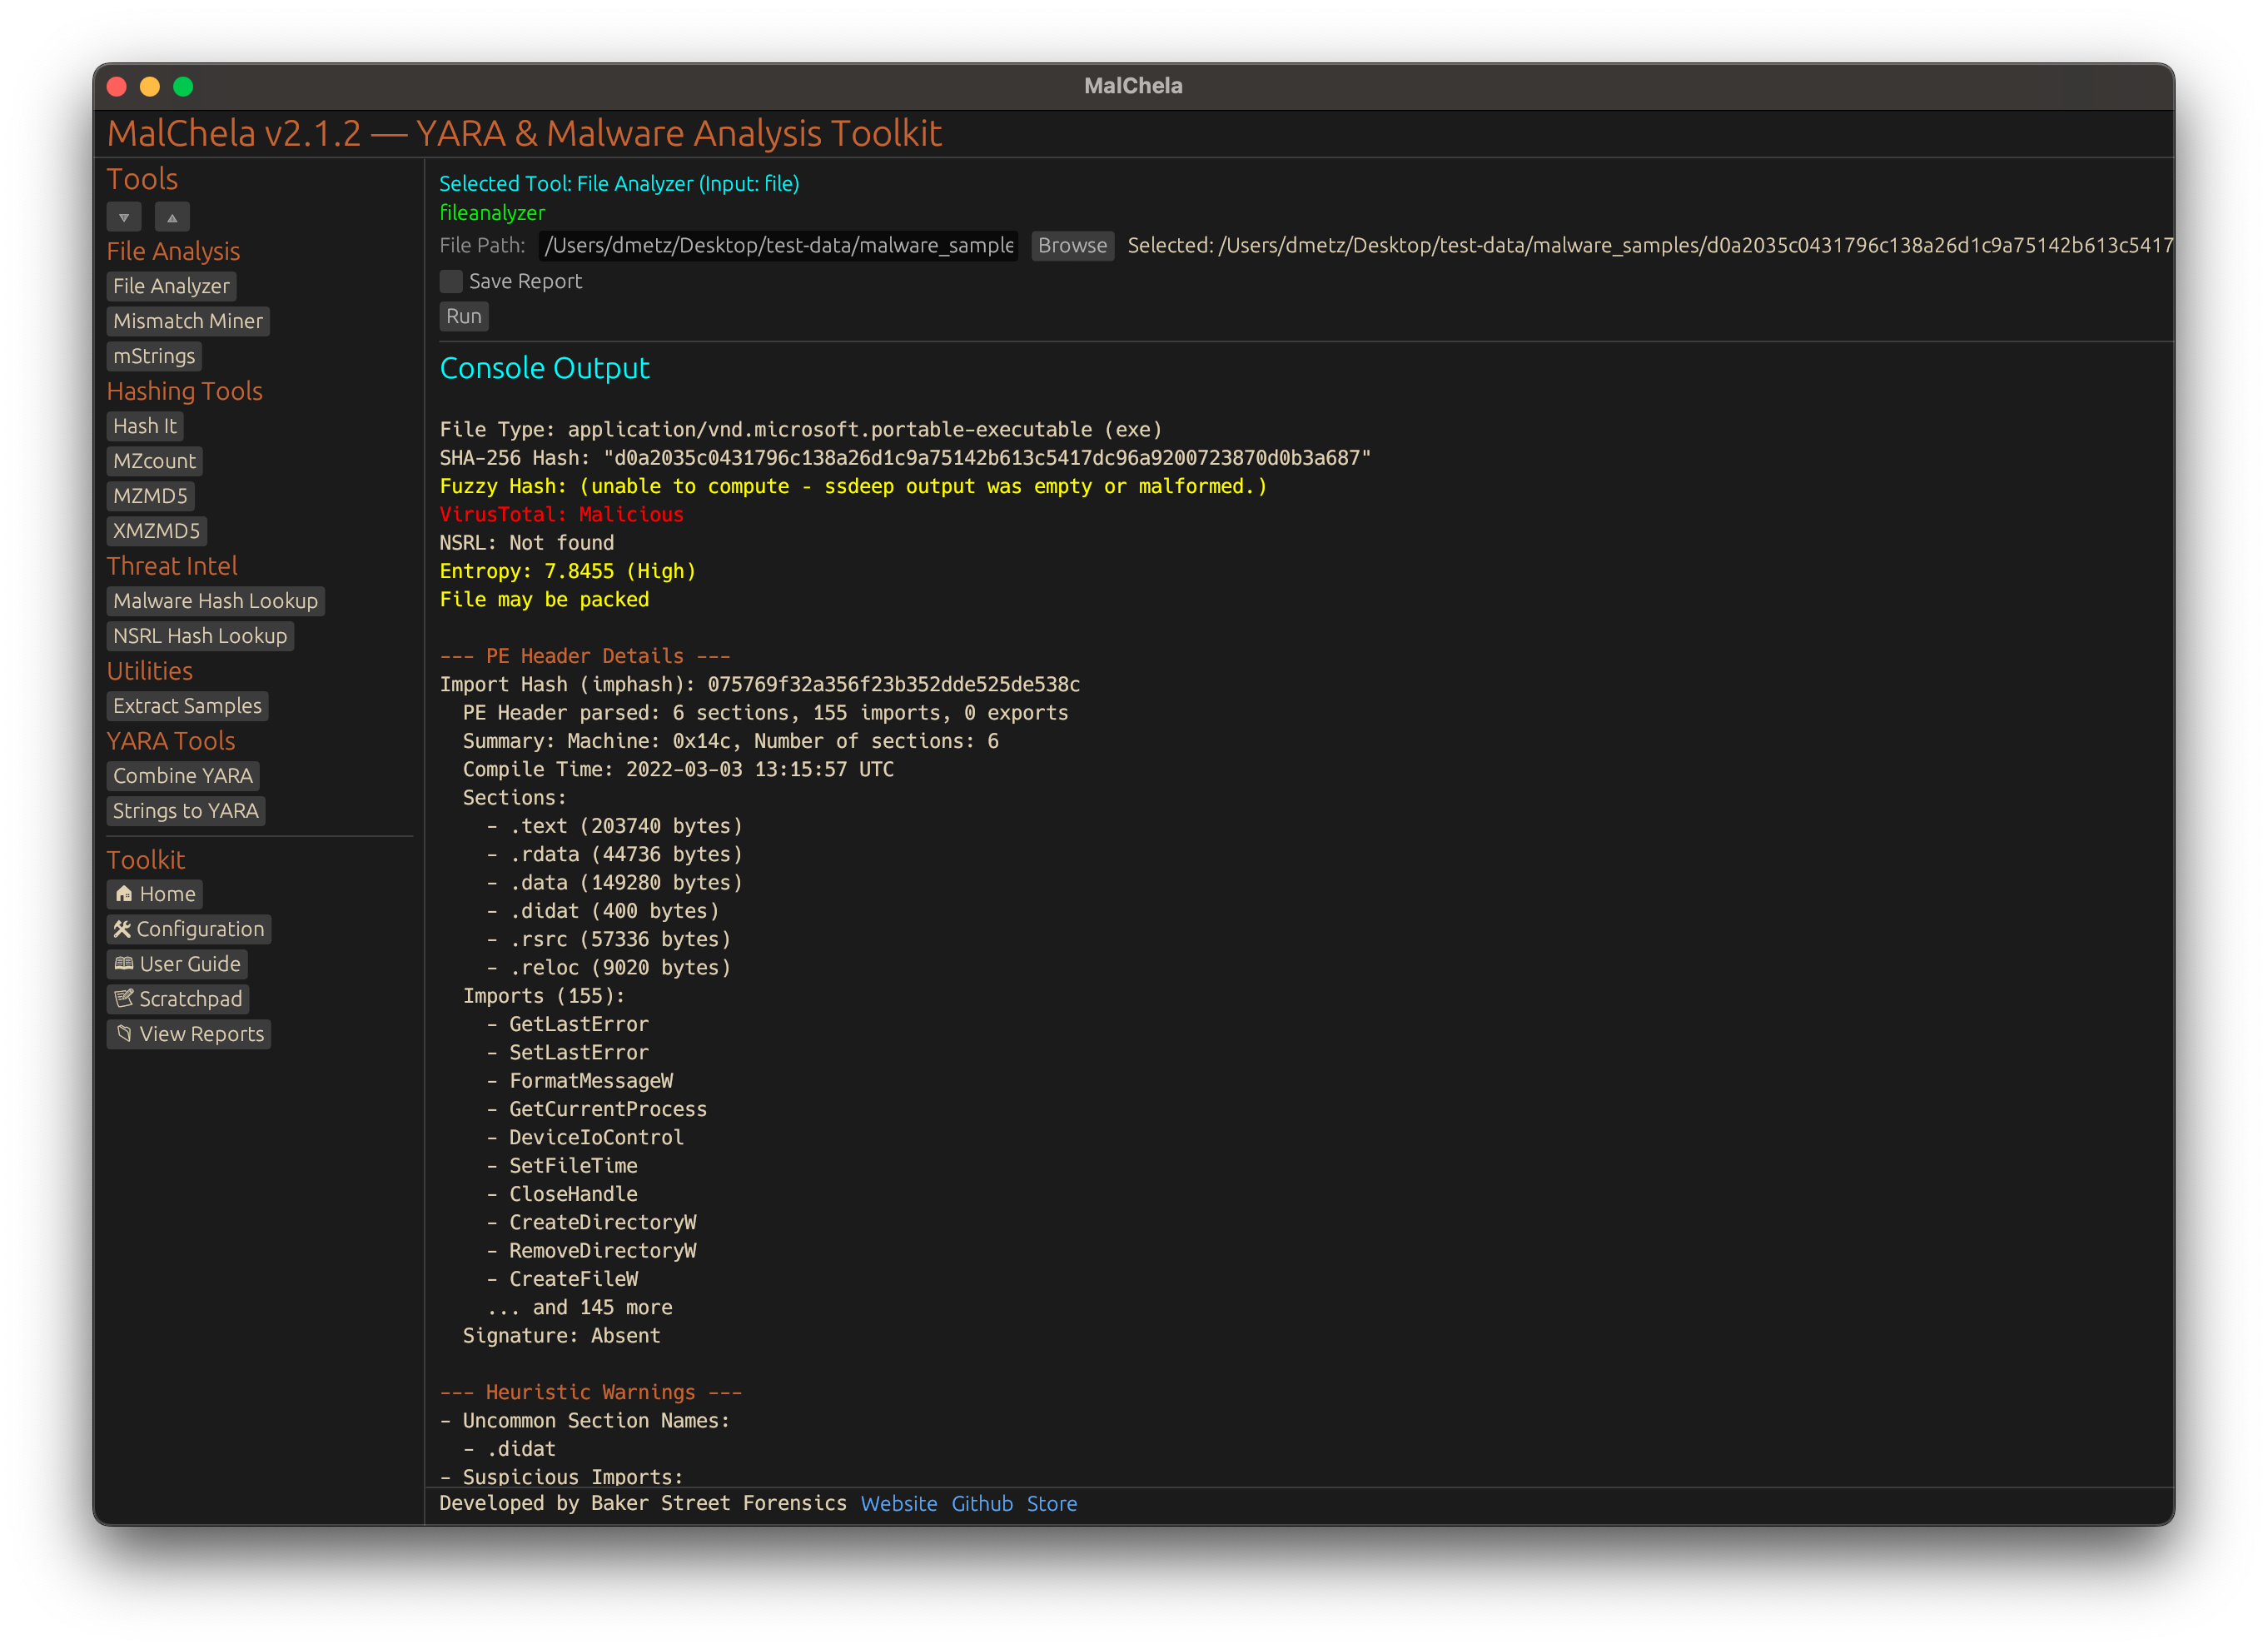 MalChela
MalChela v2.1.2 — YARA & Malware Analysis Toolkit
Tools
File Analysis
File Analyzer
Mismatch Miner
mStrings
Hashing Tools
Hash It
MZcount
MZMD5
XMZMD5
Threat Intel
Malware Hash Lookup
NSRL Hash Lookup
Utilities
Extract Samples
YARA Tools
Combine YARA
Strings to YARA
Toolkit
Home
Configuration
User Guide
Scratchpad
View Reports
Selected Tool: File Analyzer (Input: file)
fileanalyzer
File Path: /Users/dmetz/Desktop/test-data/malware_sample Browse Selected: /Users/dmetz/Desktop/test-data/malware_samples/d0a2035c0431796c138a26d1c9a75142b613c5417
Save Report
Run
Console Output
File Type: application/vnd.microsoft.portable-executable (exe)
SHA-256 Hash: "d0a2035c0431796c138a26d1c9a75142b613c5417dc96a9200723870d0b3a687"
Fuzzy Hash: (unable to compute - ssdeep output was empty or malformed.)
VirusTotal: Malicious
NSRL: Not found
Entropy: 7.8455 (High)
File may be packed
--- PE Header Details ---
Import Hash (imphash): 075769f32a356f23b352dde525de538c
PE Header parsed: 6 sections, 155 imports, 0 exports
Summary: Machine: 0x14c, Number of sections: 6
Compile Time: 2022-03-03 13:15:57 UTC
Sections:
- .text (203740 bytes)
- .rdata (44736 bytes)
- .data (149280 bytes)
- .didat (400 bytes)
- .rsrc (57336 bytes)
- .reloc (9020 bytes)
Imports (155):
- GetLastError
- SetLastError
- FormatMessageW
- GetCurrentProcess
- DeviceIoControl
- SetFileTime
- CloseHandle
- CreateDirectoryW
- RemoveDirectoryW
- CreateFileW
... and 145 more
Signature: Absent
--- Heuristic Warnings ---
- Uncommon Section Names:
- .didat
- Suspicious Imports:
Developed by Baker Street Forensics Website Github Store